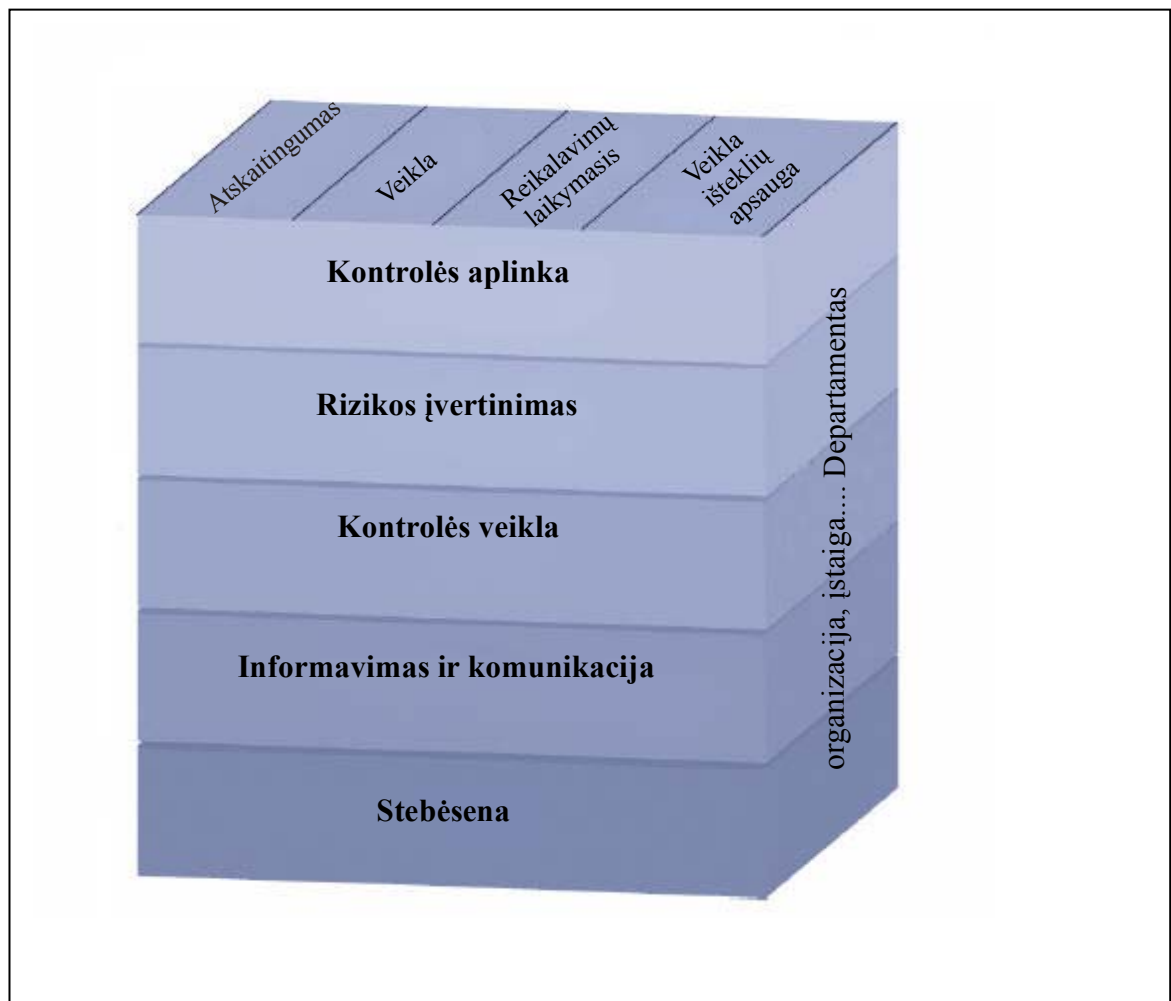 Atskaitingumas
Veikla
Reikalavimų
laikymasis
Veikla
išteklių
apsauga
Kontrolės aplinka
Rizikos įvertinimas
Kontrolės veikla
Informavimas ir komunikacija
Stebėsena
organizacija, įstaiga.... Departamentas